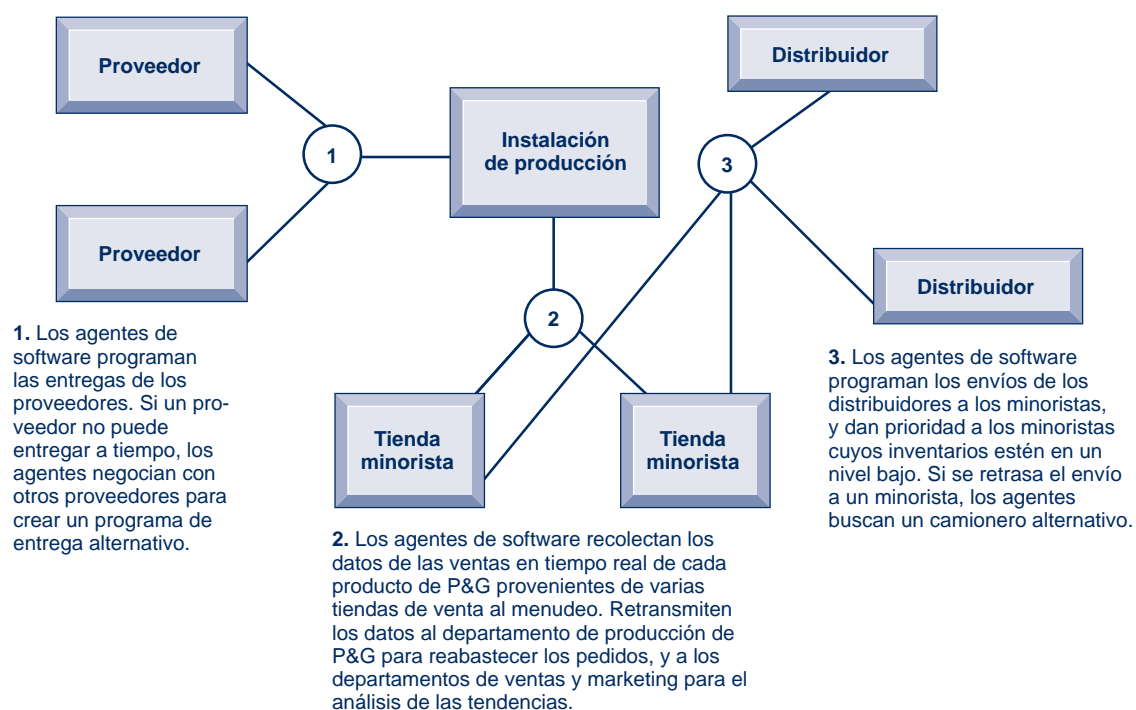 Proveedor
Distribuidor
Instalación
de producción
1
3
Proveedor
Distribuidor
2
1. Los agentes de
software programan
las entregas de los
proveedores. Si un pro-
veedor no puede
entregar a tiempo, los
agentes negocian con
otros proveedores para
crear un programa de
entrega alternativo.
Tienda
minorista
Tienda
minorista
3. Los agentes de software
programan los envíos de los
distribuidores a los minoristas,
y dan prioridad a los minoristas
cuyos inventarios estén en un
nivel bajo. Si se retrasa el envío
a un minorista, los agentes
buscan un camionero alternativo.
2. Los agentes de software recolectan los
datos de las ventas en tiempo real de cada
producto de P&G provenientes de varias
tiendas de venta al menudeo. Retransmiten
los datos al departamento de producción de
P&G para reabastecer los pedidos, y a los
departamentos de ventas y marketing para el
análisis de las tendencias.